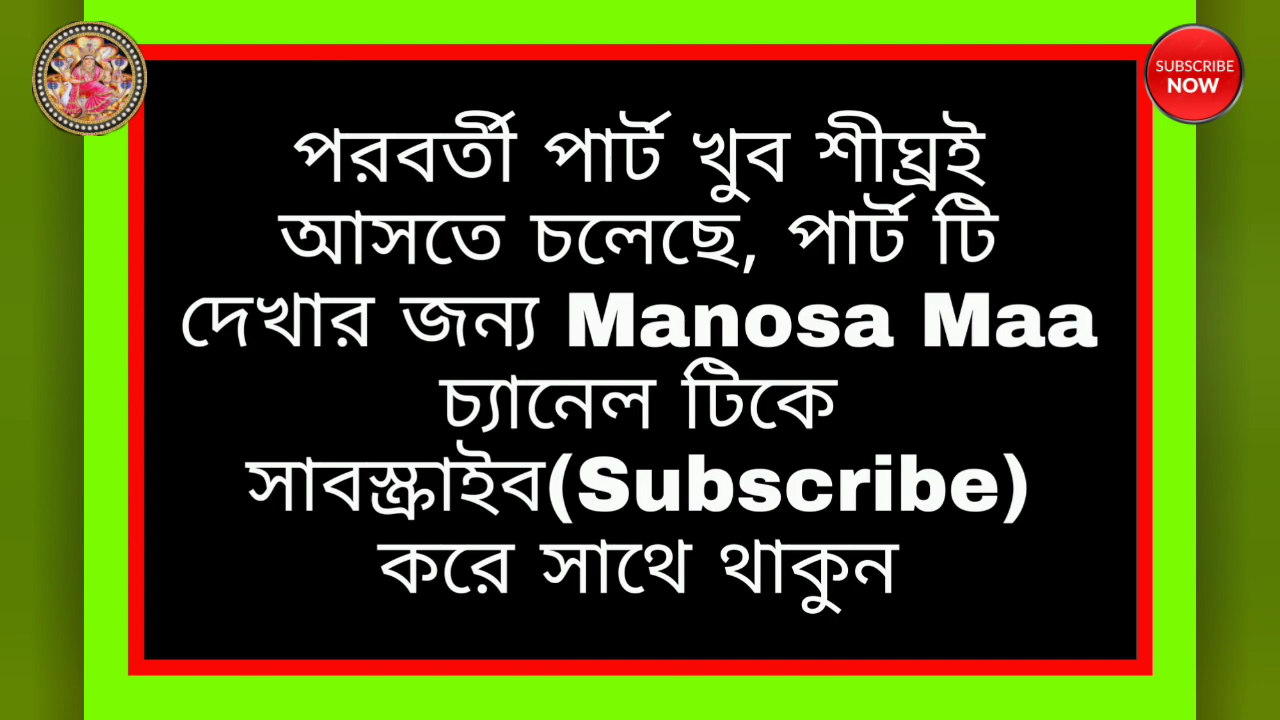 SUBSCRIBE
NOW
পরবর্তী পার্ট খুব শীঘ্রই
আসতে চলেছে, পার্ট টি
দেখার জন্য Manosa Maa
চ্যানেল টিকে
সাবস্ক্রাইব(Subscribe)
করে সাথে থাকুন